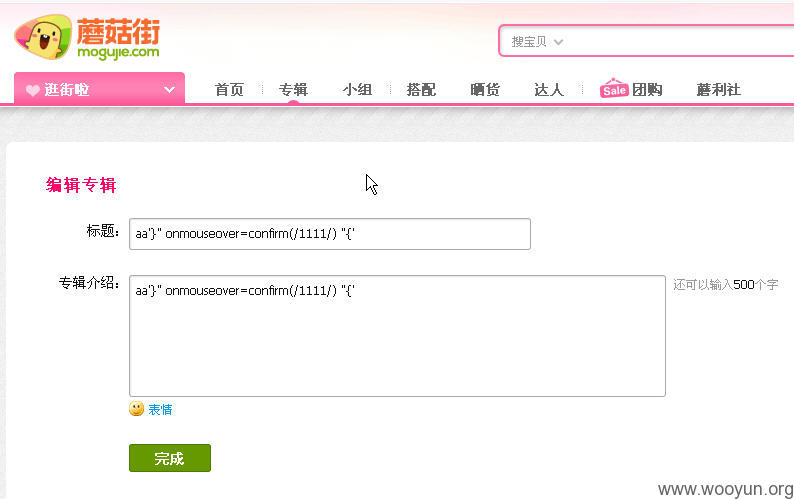 蘑菇街
mogujie.com
搜宝贝
逛街啦
首页 专辑 小组 搭配 晒货 达人 Sale 团购 蘑利社
编辑专辑
标题: aa'}" onmouseover=confirm(/1111/) "{'
专辑介绍: aa'}" onmouseover=confirm(/1111/) "{'
还可以输入500个字
表情
完成
www.wooyun.org